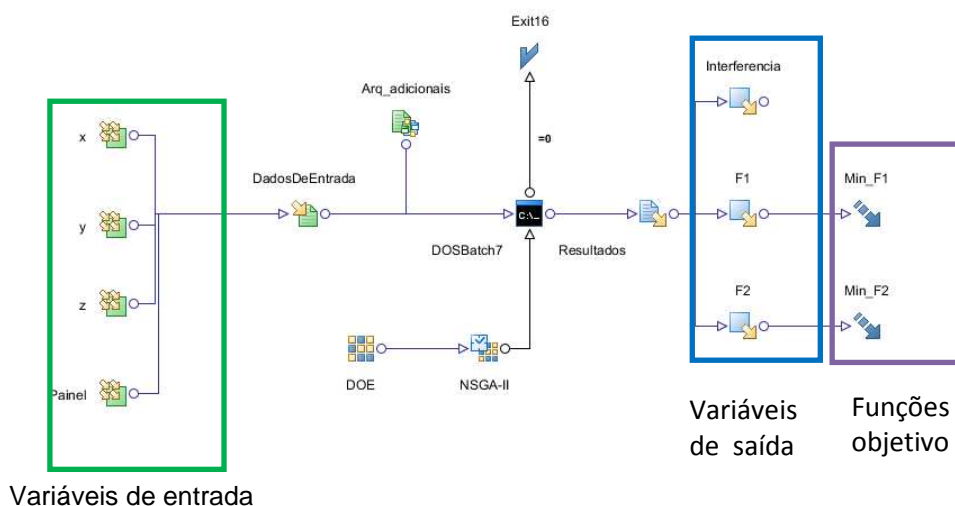 Exit16
Interferencia
Arq_adicionais
x
=0
DadosDeEntrada
F1
Min_F1
y
C:\_
DOSBatch7
Resultados
z
F2
Min_F2
Painel
DOE
NSGA-II
Variáveis
de saída
Funções
objetivo
Variáveis de entrada